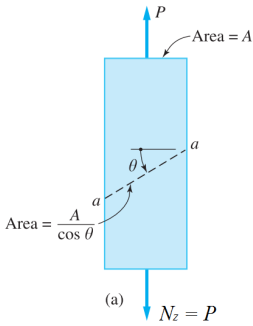 P
Area = A
a
θ
a
Area = A / cos θ
(a)
N_z = P